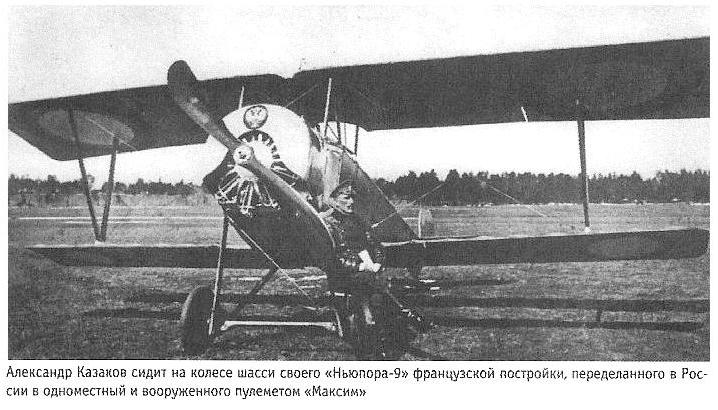 Александр Казаков сидит на колесе шасси своего «Ньюпора-9» французской постройки, переделанного в Рос-
сии в одноместный и вооруженного пулеметом «Максим»